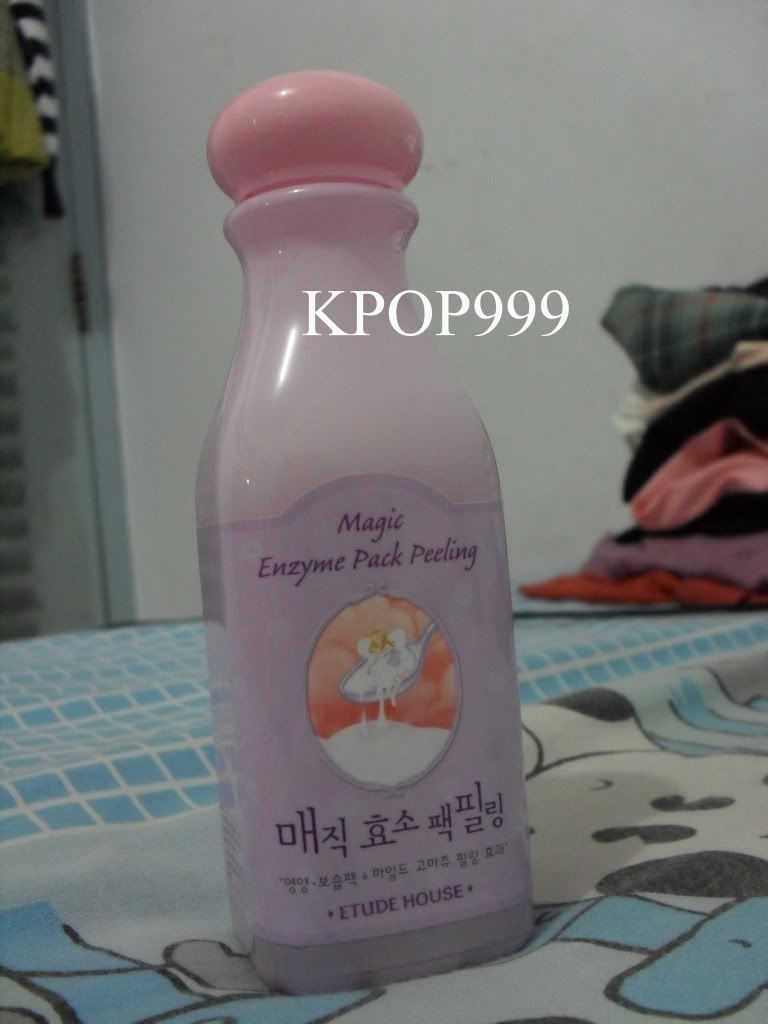 KPOP999
Magic
Enzyme Pack Peeling
매직 효소 팩필링
"영양·보습팩 + 마일드 고마쥬 필링 효과"
ETUDE HOUSE